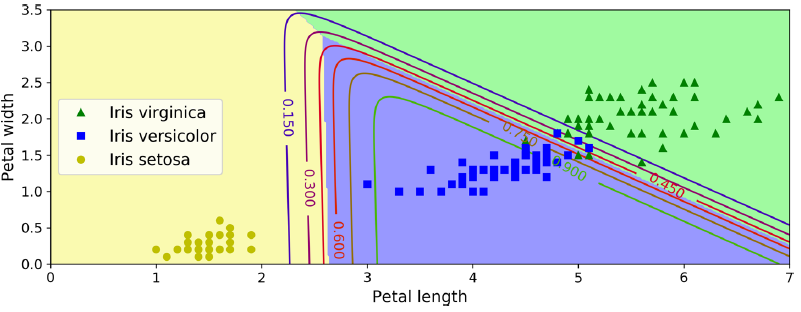 3.5
3.0
2.5
2.0
1.5
1.0
0.5
0.0
Petal width
Iris virginica
Iris versicolor
Iris setosa
0.150
0.300
0.600
0.750
0.900
0.450
0 1 2 3 4 5 6 7
Petal length